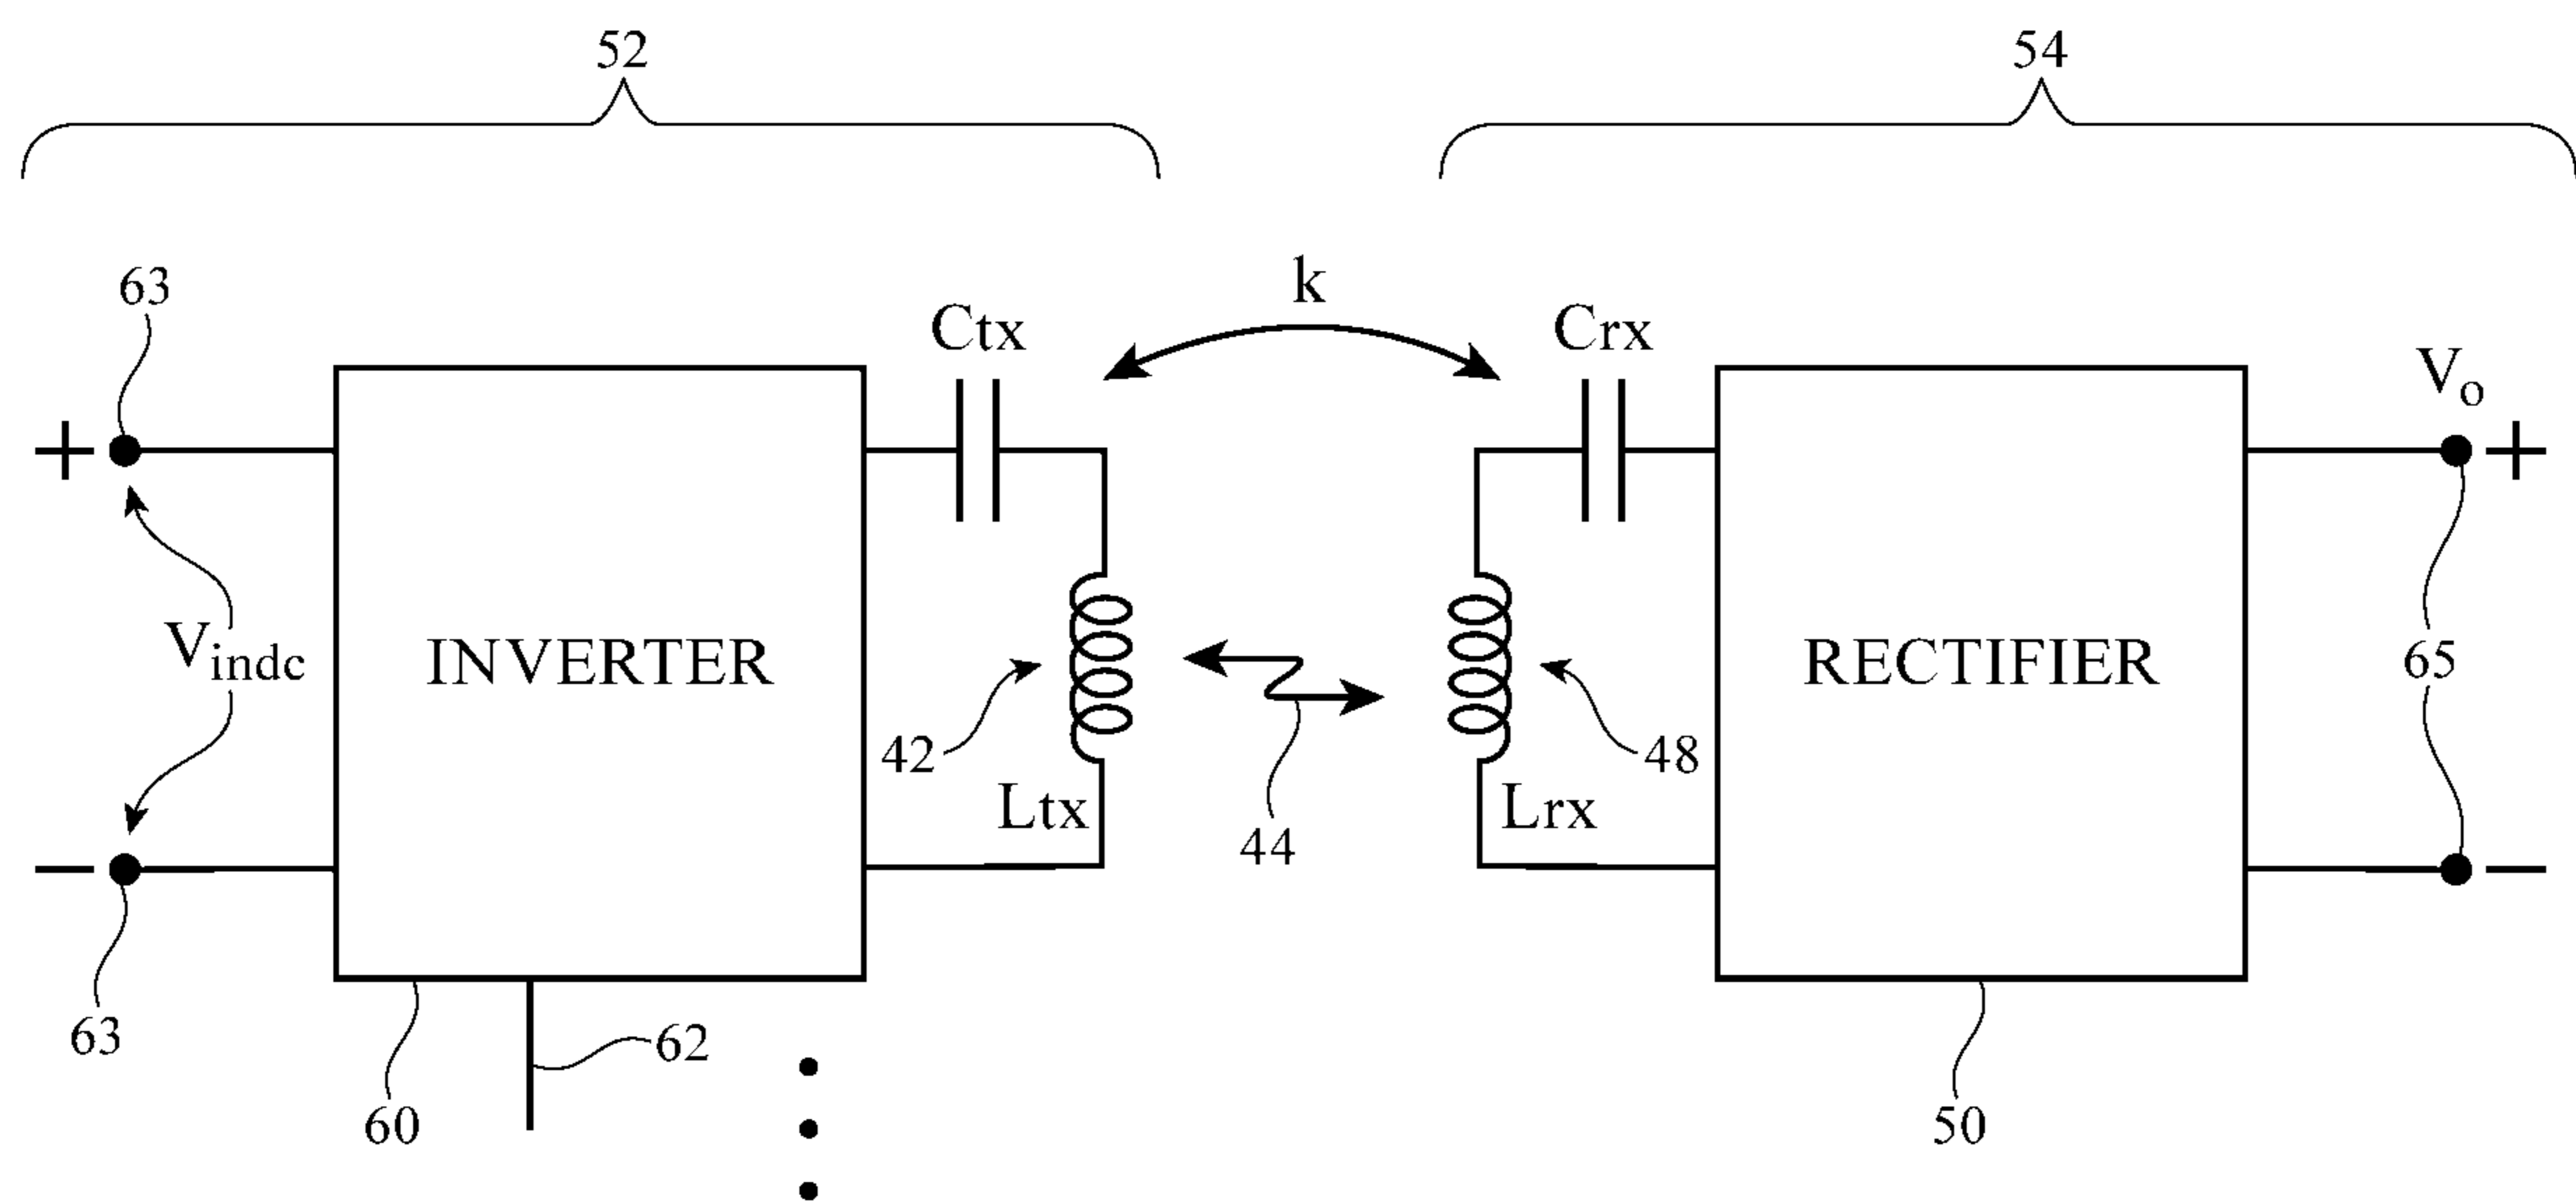 52
54
63
Ctx
k
Crx
Vo
+
+
Vindc
INVERTER
RECTIFIER
65
42
48
Ltx
44
Lrx
−
−
63
62
60
50